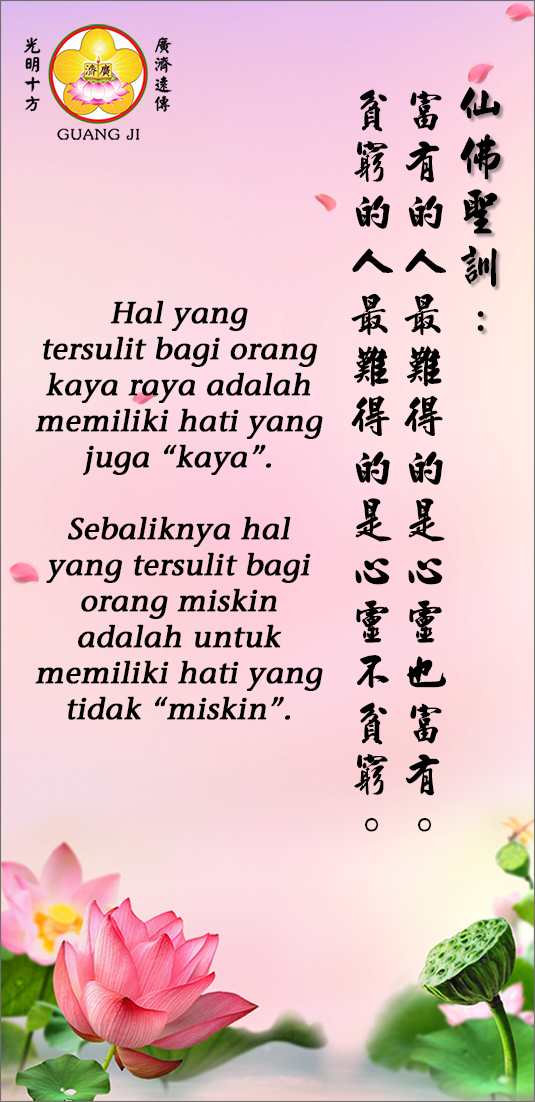 光明十方
廣濟
廣濟遠傳
GUANG JI
仙佛聖訓：
富有的人最難得的是心靈也富有。
貧窮的人最難得的是心靈不貧窮。
Hal yang
tersulit bagi orang
kaya raya adalah
memiliki hati yang
juga “kaya”.
Sebaliknya hal
yang tersulit bagi
orang miskin
adalah untuk
memiliki hati yang
tidak “miskin”.